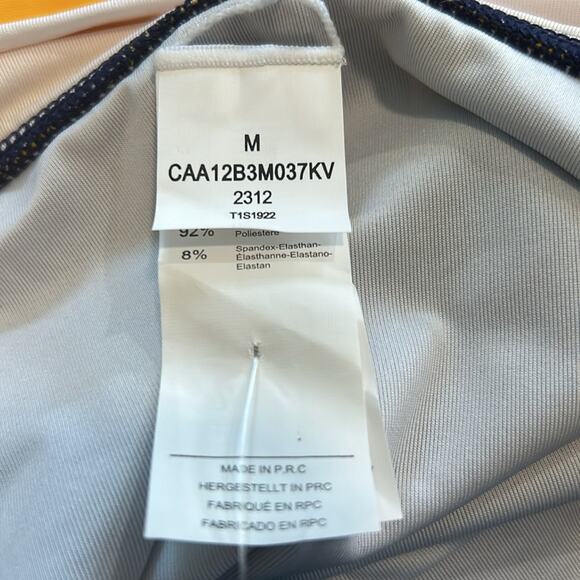 M
CAA12B3M037KV
2312
T1S1922
92% Poliestere
8% Spandex-Elasthan-
Élasthanne-Elastano-
Elastan
MADE IN P.R.C
HERGESTELLT IN PRC
FABRIQUÉ EN RPC
FABRICADO EN RPC